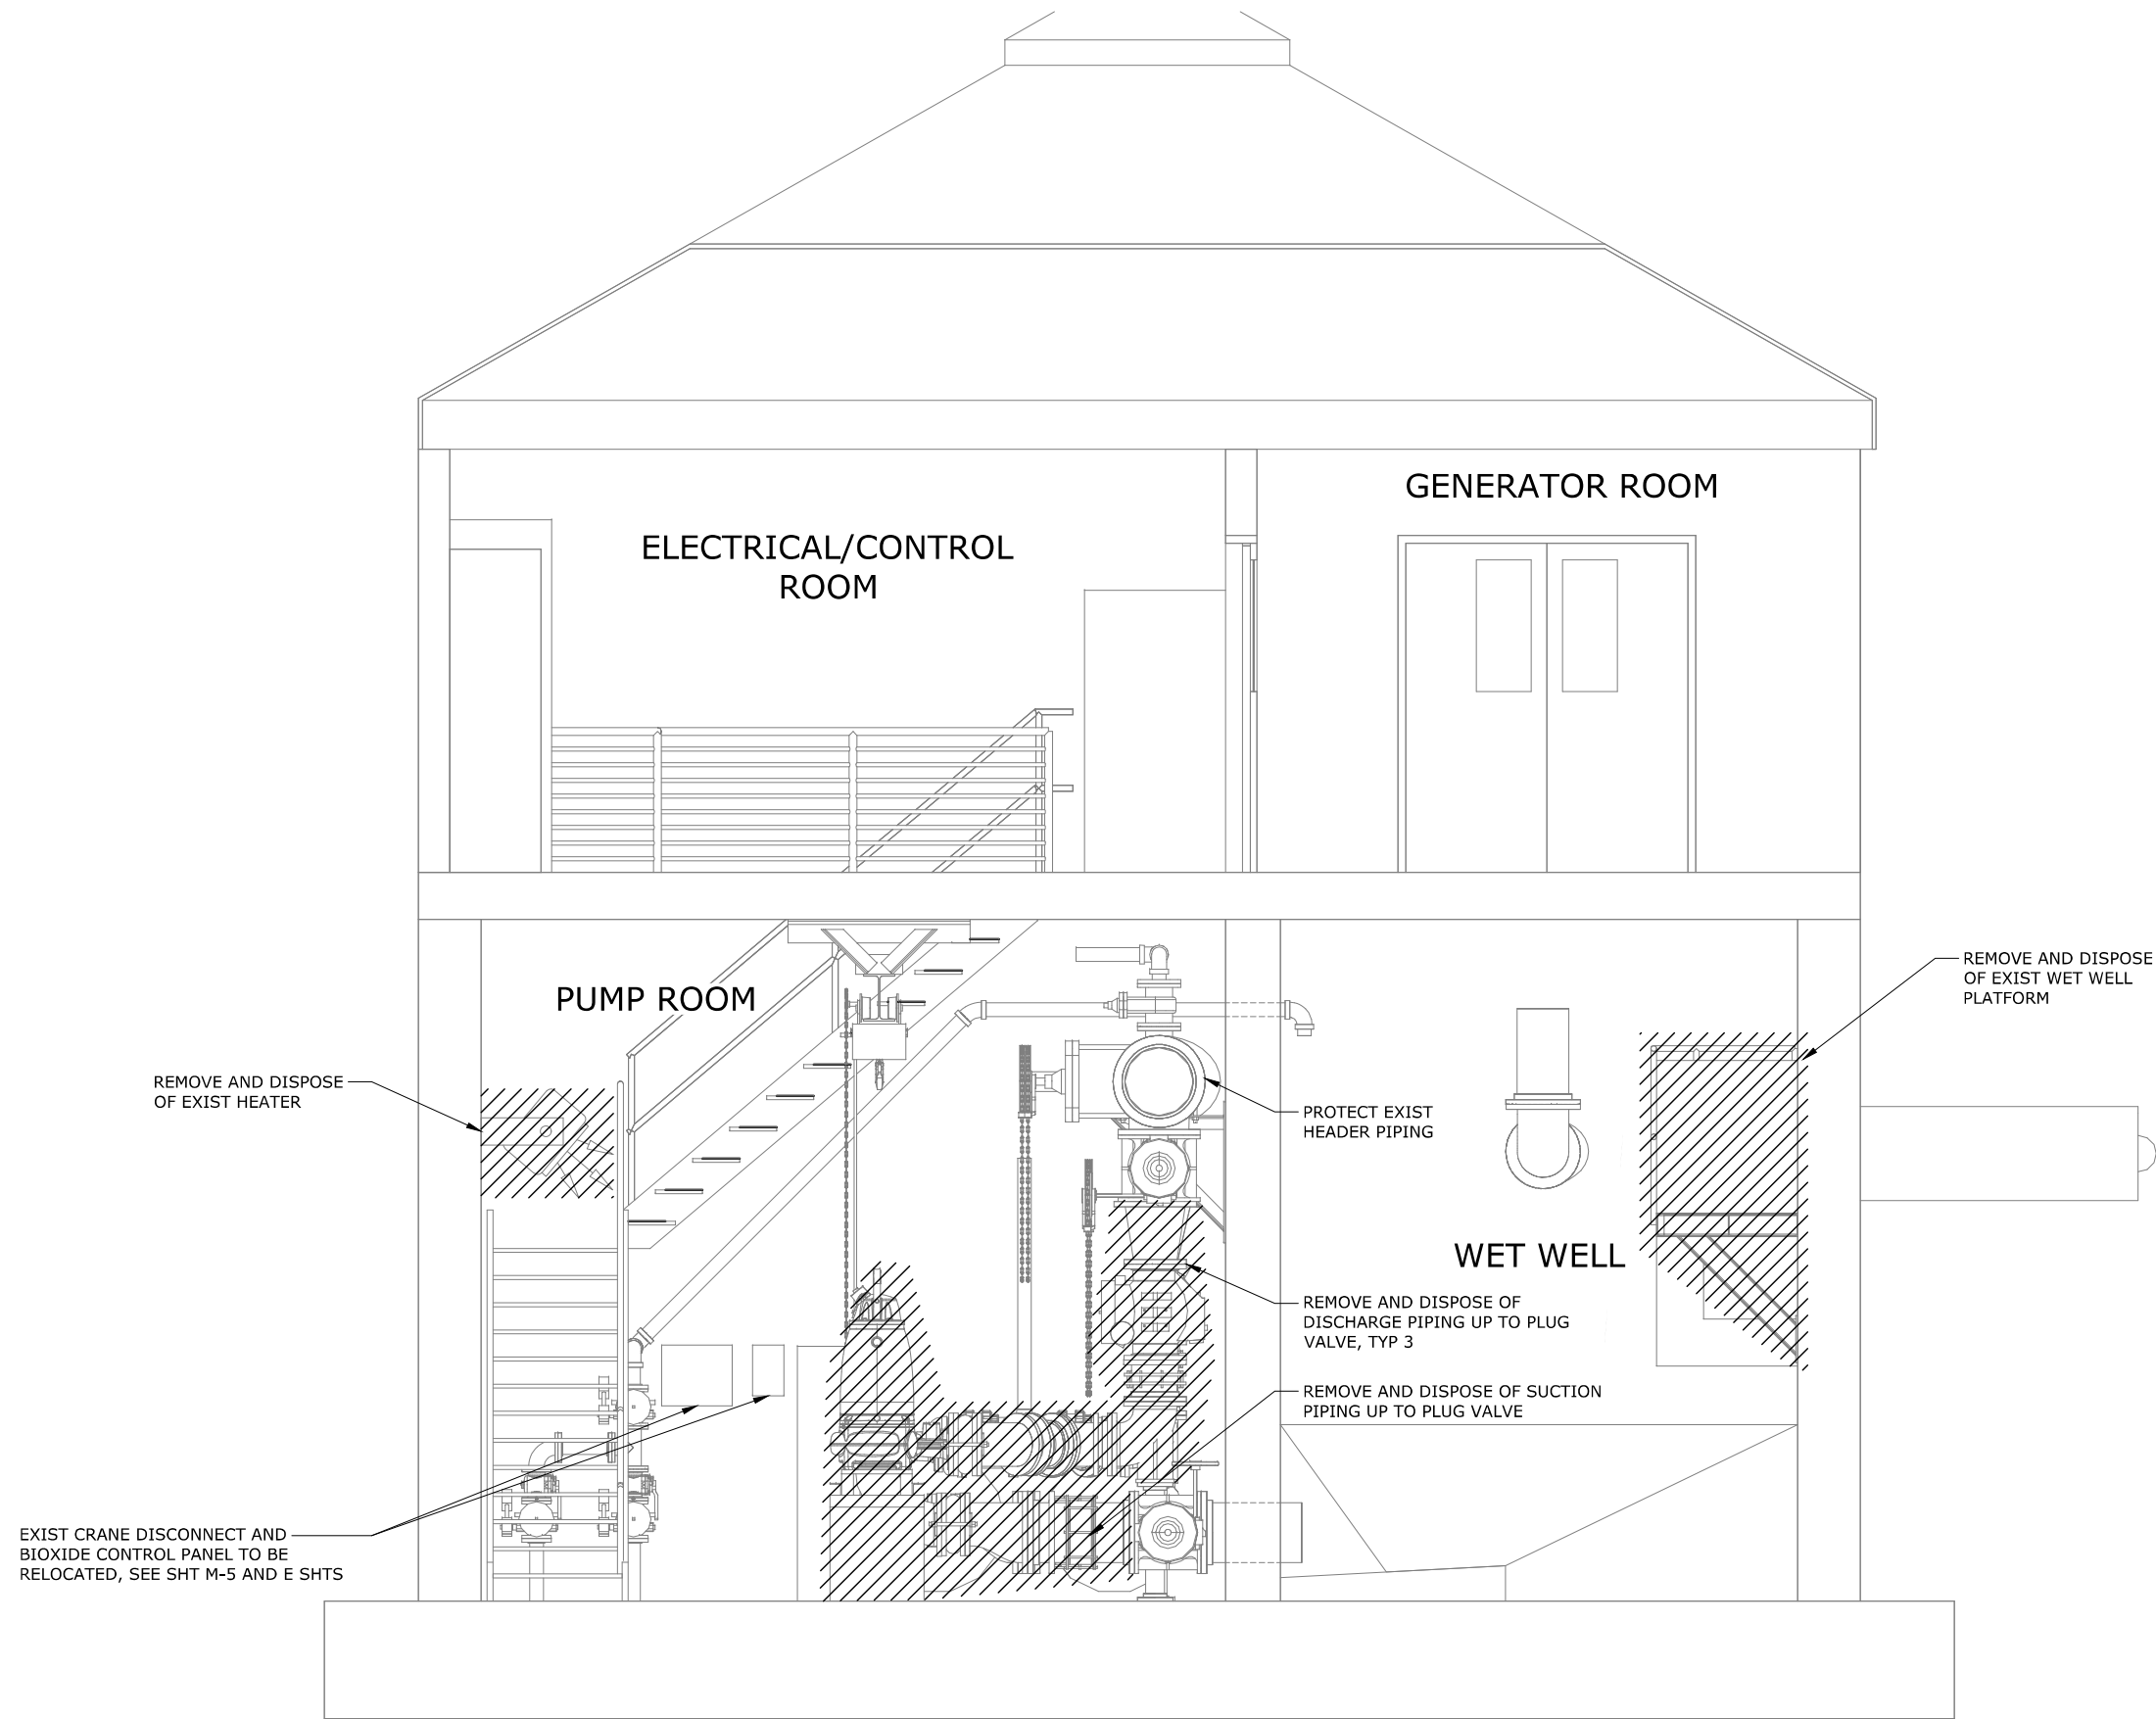 GENERATOR ROOM
ELECTRICAL/CONTROL
ROOM
REMOVE AND DISPOSE
OF EXIST WET WELL
PLATFORM
PUMP ROOM
REMOVE AND DISPOSE
OF EXIST HEATER
PROTECT EXIST
HEADER PIPING
WET WELL
REMOVE AND DISPOSE OF
DISCHARGE PIPING UP TO PLUG
VALVE, TYP 3
REMOVE AND DISPOSE OF SUCTION
PIPING UP TO PLUG VALVE
EXIST CRANE DISCONNECT AND
BIOXIDE CONTROL PANEL TO BE
RELOCATED, SEE SHT M-5 AND E SHTS